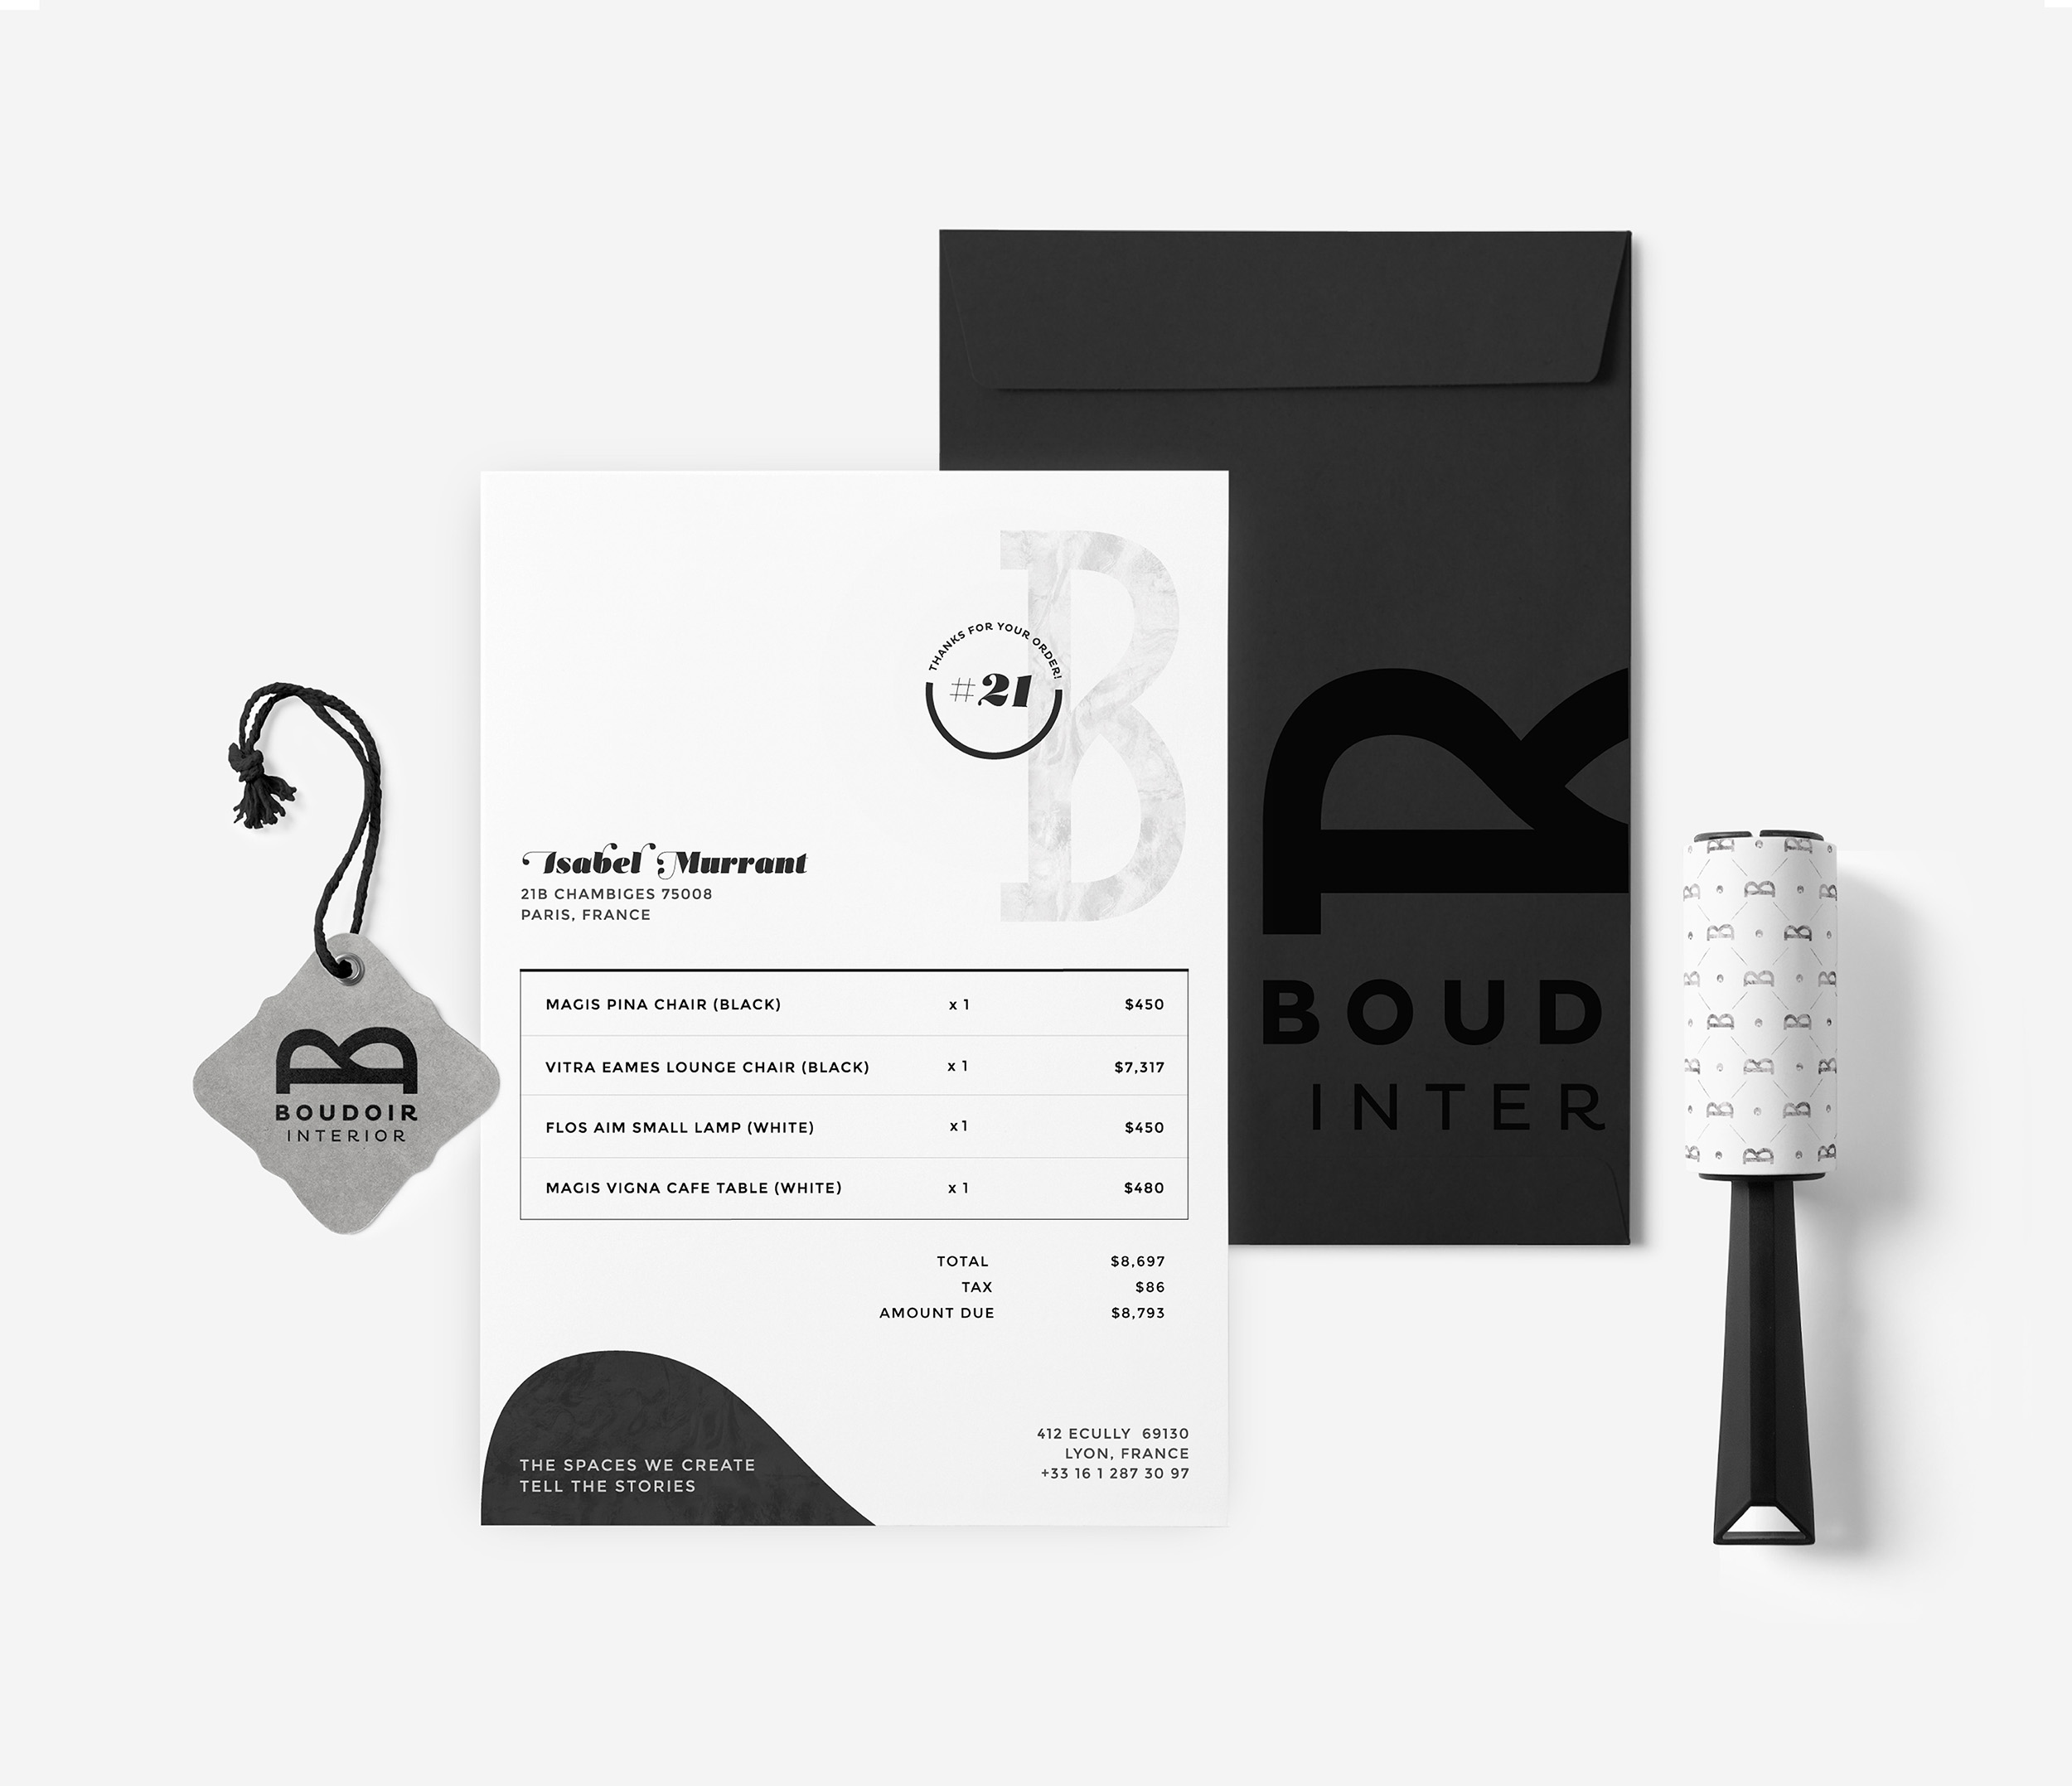 BOUD
INTER
THANKS FOR YOUR ORDER!
#21
Isabel Murrant
21B CHAMBIGES 75008
PARIS, FRANCE
MAGIS PINA CHAIR (BLACK) x 1 $450
VITRA EAMES LOUNGE CHAIR (BLACK) x 1 $7,317
FLOS AIM SMALL LAMP (WHITE) x1 $450
MAGIS VIGNA CAFE TABLE (WHITE) x 1 $480
TOTAL $8,697
TAX $86
AMOUNT DUE $8,793
THE SPACES WE CREATE
TELL THE STORIES
412 ECULLY 69130
LYON, FRANCE
+33 16 1 287 30 97
B
BOUDOIR
INTERIOR